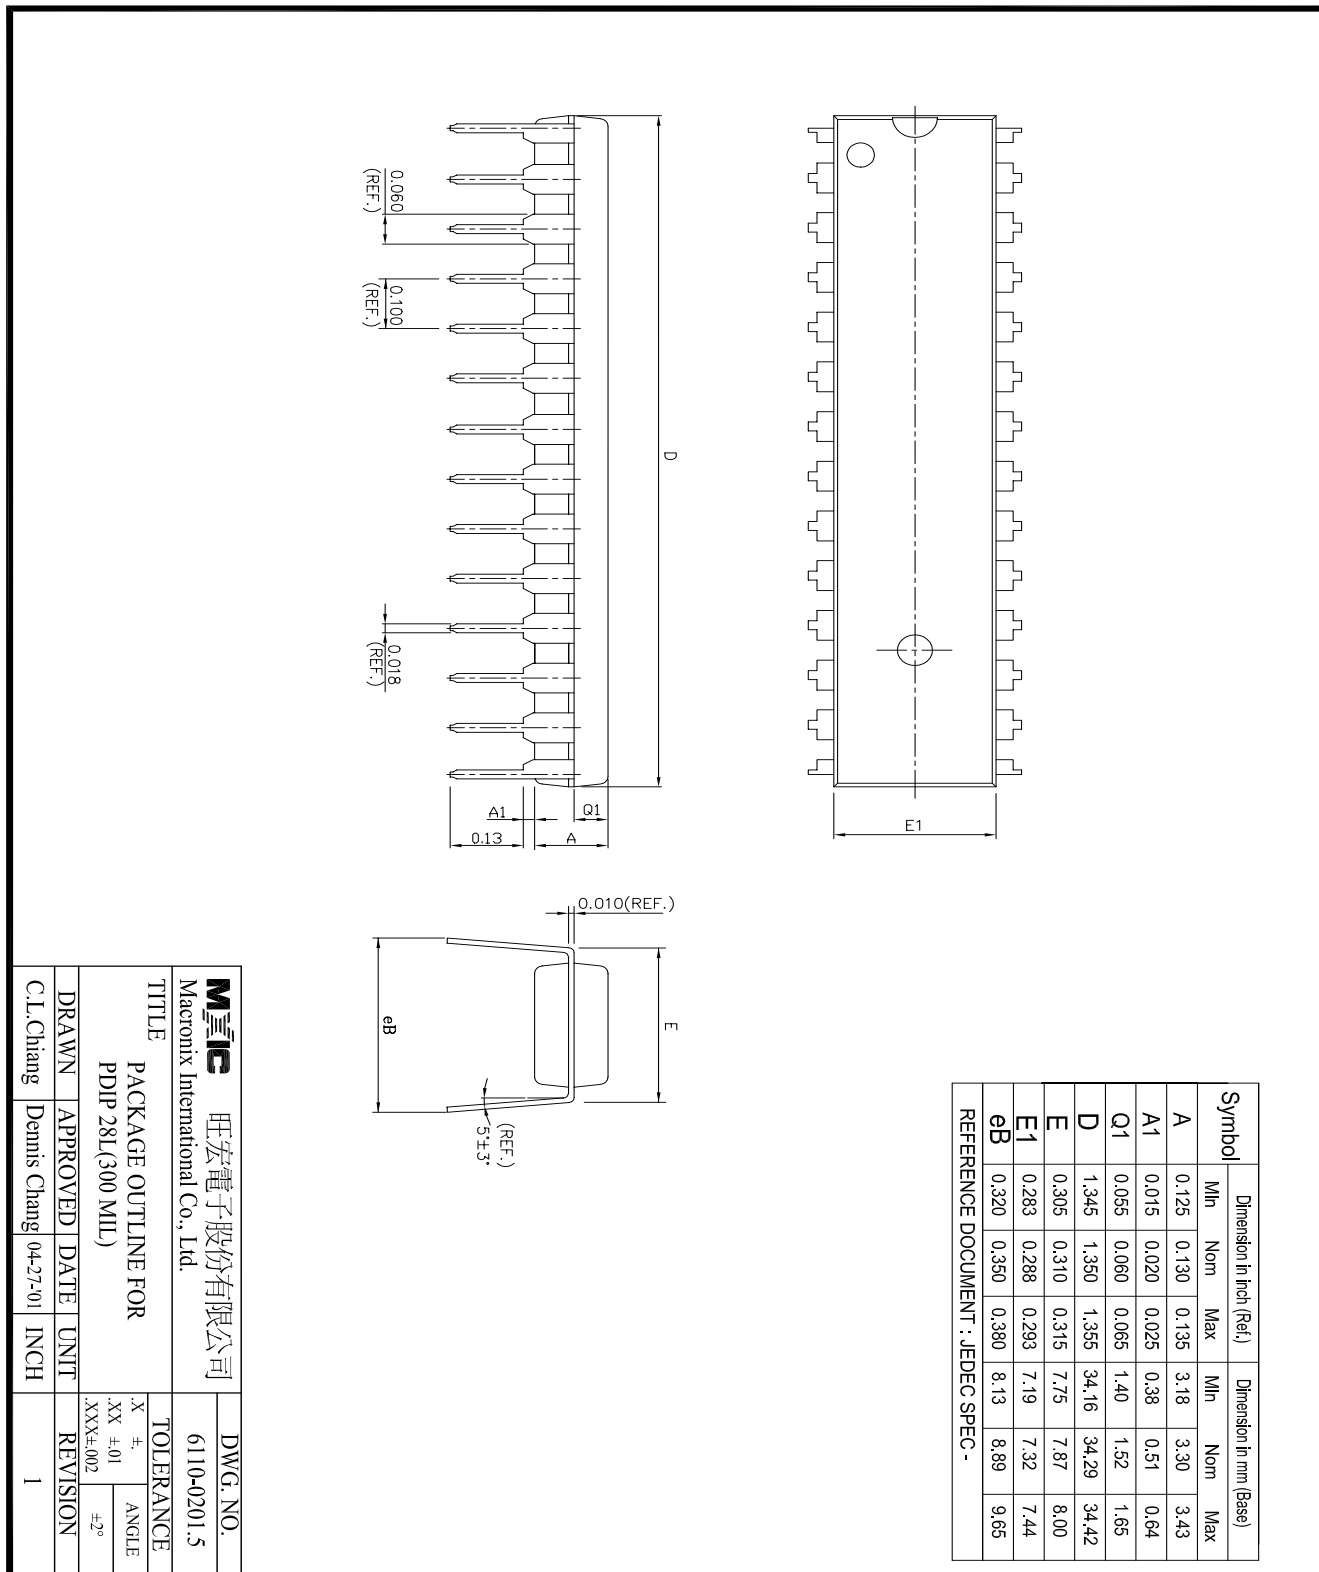 0.060
(REF.)
0.100
(REF.)
D
0.018
(REF.)
A1
Q1
0.13
A
E1
0.010(REF.)
E
eB
(REF.)
5°±3°
Symbol Dimension in inch (Ref.) Dimension in mm (Base)
MIn Nom Max MIn Nom Max
A 0.125 0.130 0.135 3.18 3.30 3.43
A1 0.015 0.020 0.025 0.38 0.51 0.64
Q1 0.055 0.060 0.065 1.40 1.52 1.65
D 1.345 1.350 1.355 34.16 34.29 34.42
E 0.305 0.310 0.315 7.75 7.87 8.00
E1 0.283 0.288 0.293 7.19 7.32 7.44
eB 0.320 0.350 0.380 8.13 8.89 9.65
REFERENCE DOCUMENT : JEDEC SPEC -
MXIC 旺宏電子股份有限公司
Macronix International Co., Ltd.
DWG. NO.
6110-0201.5
TITLE
PACKAGE OUTLINE FOR
PDIP 28L(300 MIL)
TOLERANCE
.X ±.
.XX ±.01
.XXX±.002
ANGLE
±2°
DRAWN APPROVED DATE UNIT REVISION
C.L.Chiang Dennis Chang 04-27-'01 INCH 1